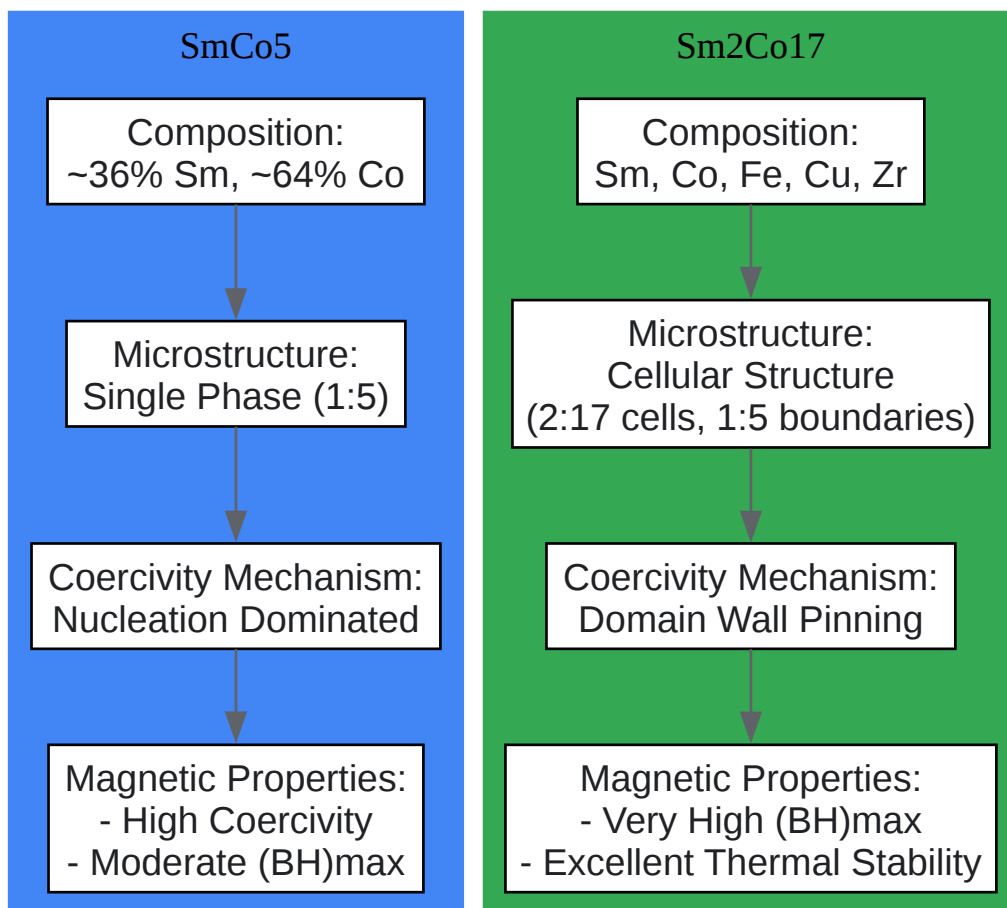 SmCo5
Composition:
~36% Sm, ~64% Co
Microstructure:
Single Phase (1:5)
Coercivity Mechanism:
Nucleation Dominated
Magnetic Properties:
- High Coercivity
- Moderate (BH)max
Sm2Co17
Composition:
Sm, Co, Fe, Cu, Zr
Microstructure:
Cellular Structure
(2:17 cells, 1:5 boundaries)
Coercivity Mechanism:
Domain Wall Pinning
Magnetic Properties:
- Very High (BH)max
- Excellent Thermal Stability